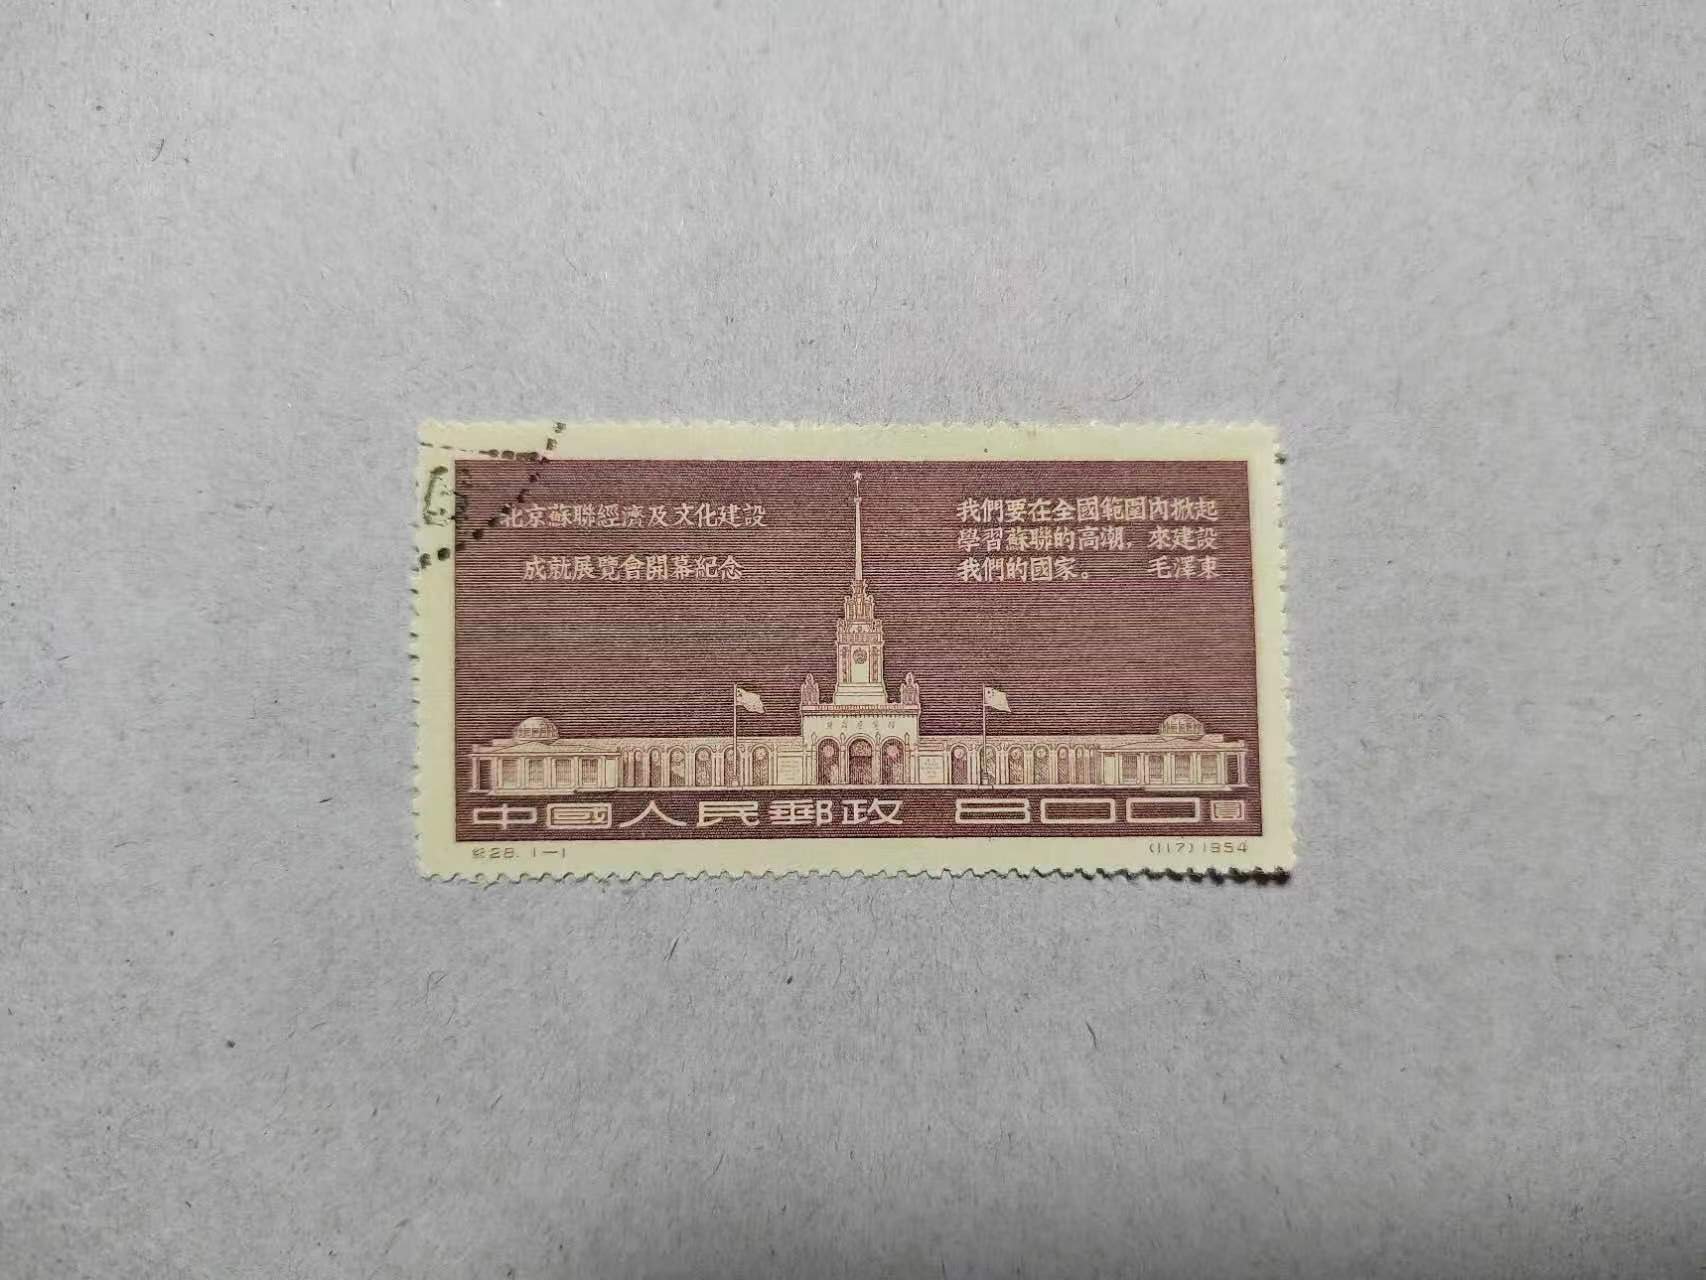 北京蘇聯經濟及文化建設
成就展覽會開幕紀念
我們要在全國範圍內掀起
學習蘇聯的高潮，來建設
我們的國家。 毛澤東
中國人民郵政 800圓
紀28. 1—1 (117) 1954